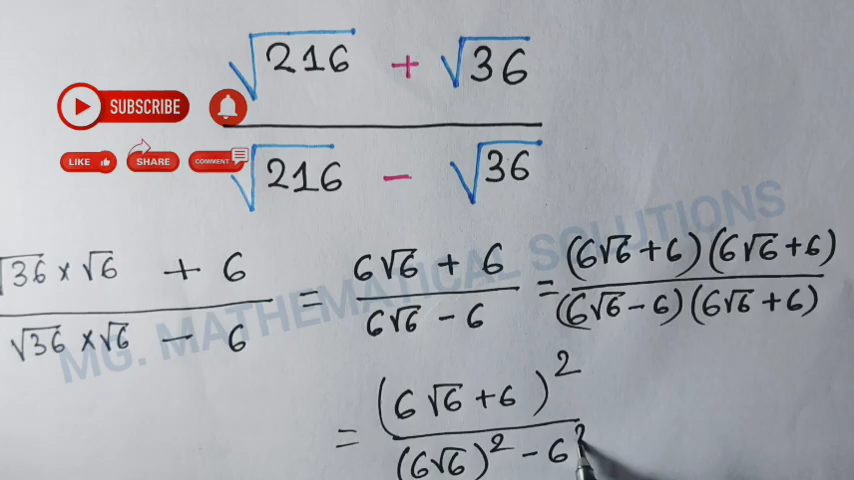 √216 + √36
SUBSCRIBE
LIKE SHARE COMMENT
√216 - √36
MG. MATHEMATICAL SOLUTIONS
√36 × √6 + 6 = 6√6 + 6 = (6√6 + 6)(6√6 + 6)
√36 × √6 - 6 6√6 - 6 (6√6 - 6)(6√6 + 6)
= (6√6 + 6)²
(6√6)² - 6²